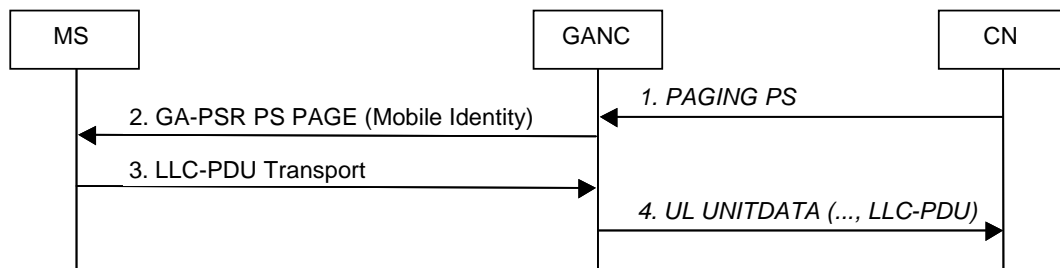 MS
GANC
CN
1. PAGING PS
2. GA-PSR PS PAGE (Mobile Identity)
3. LLC-PDU Transport
4. UL UNITDATA (..., LLC-PDU)